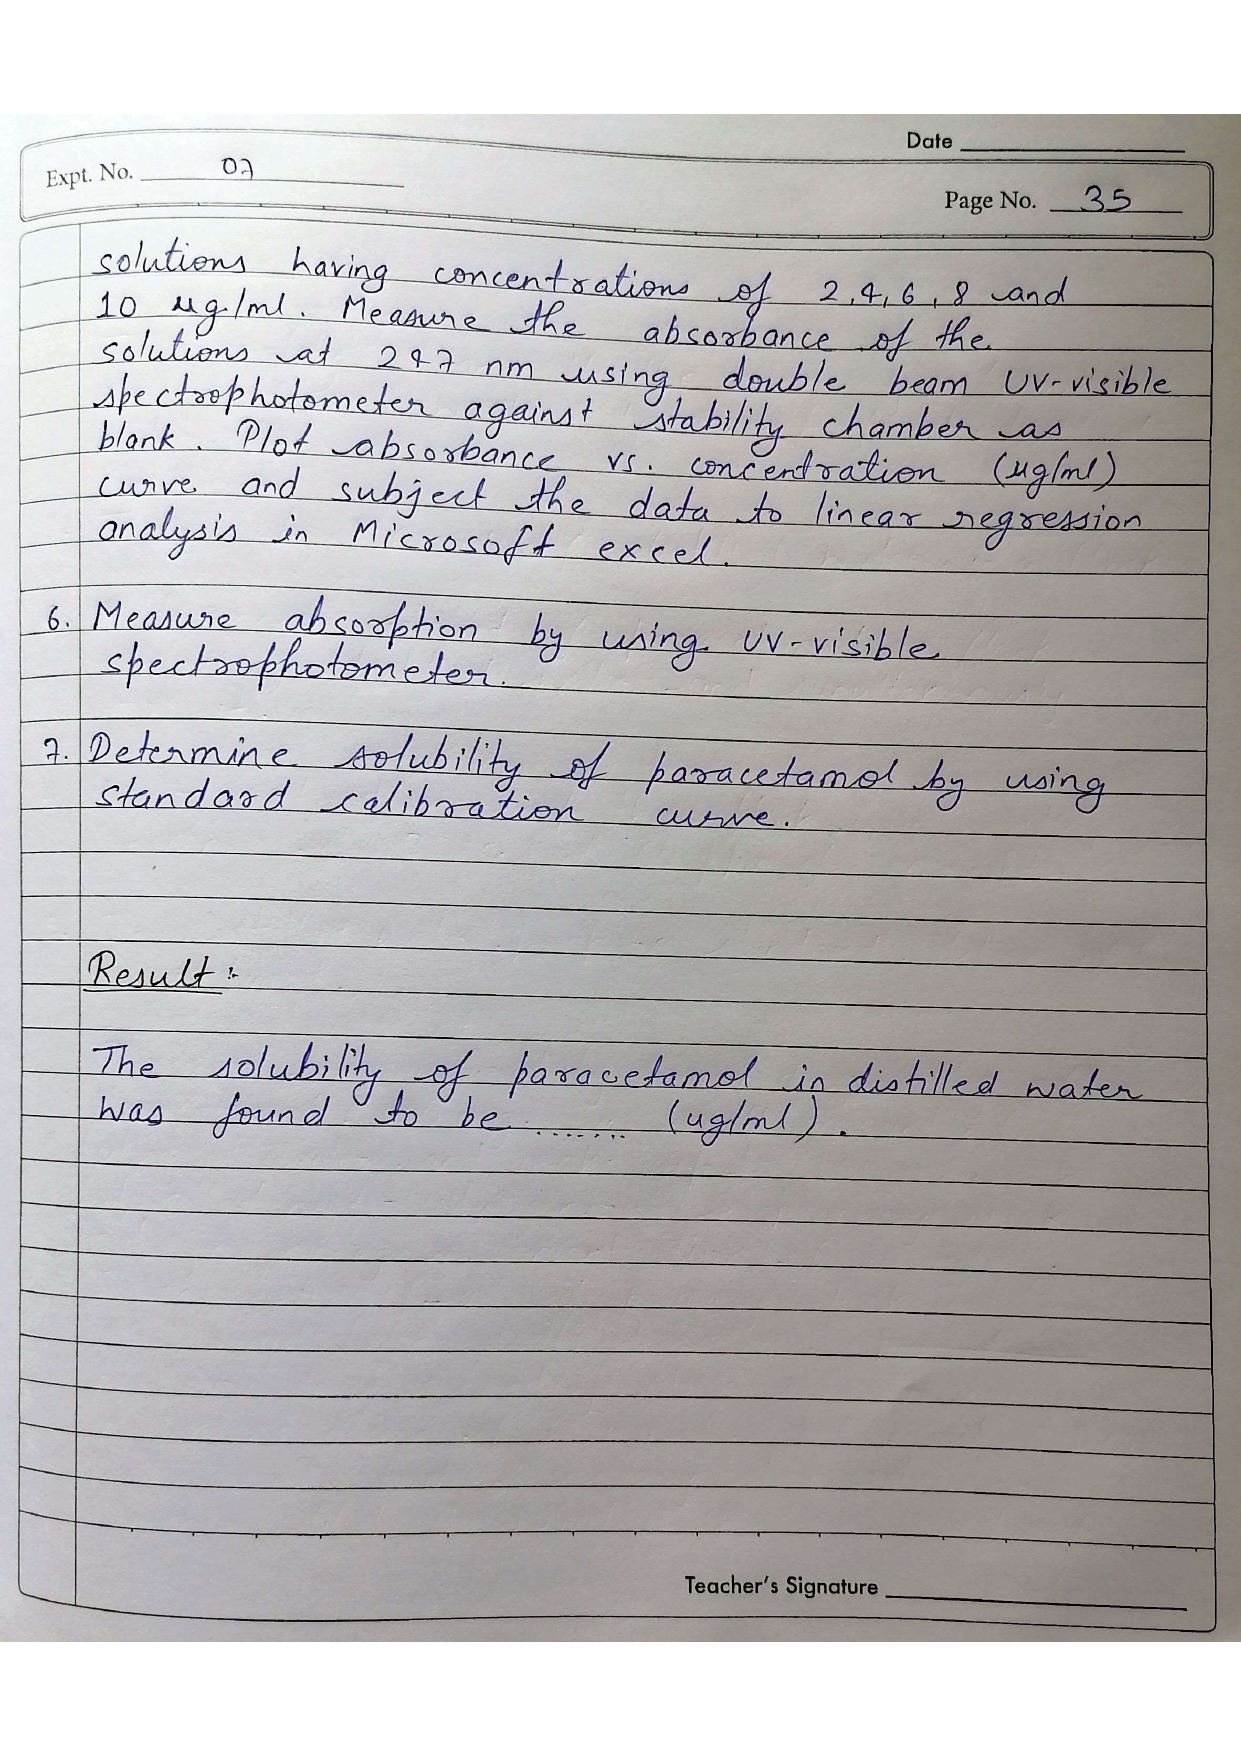 Date
Expt. No. 07
Page No. 35
solutions having concentrations of 2,4,6,8 and
10 ug/ml. Measure the absorbance of the
solutions at 247 nm using double beam UV-visible
spectrophotometer against stability chamber as
blank. Plot absorbance vs. concentration (ug/ml)
curve and subject the data to linear regression
analysis in Microsoft excel.
6. Measure absorption by using UV-visible
spectrophotometer.
7. Determine solubility of paracetamol by using
standard calibration curve.
Result :-
The solubility of paracetamol in distilled water
was found to be ....... (ug/ml).
Teacher's Signature